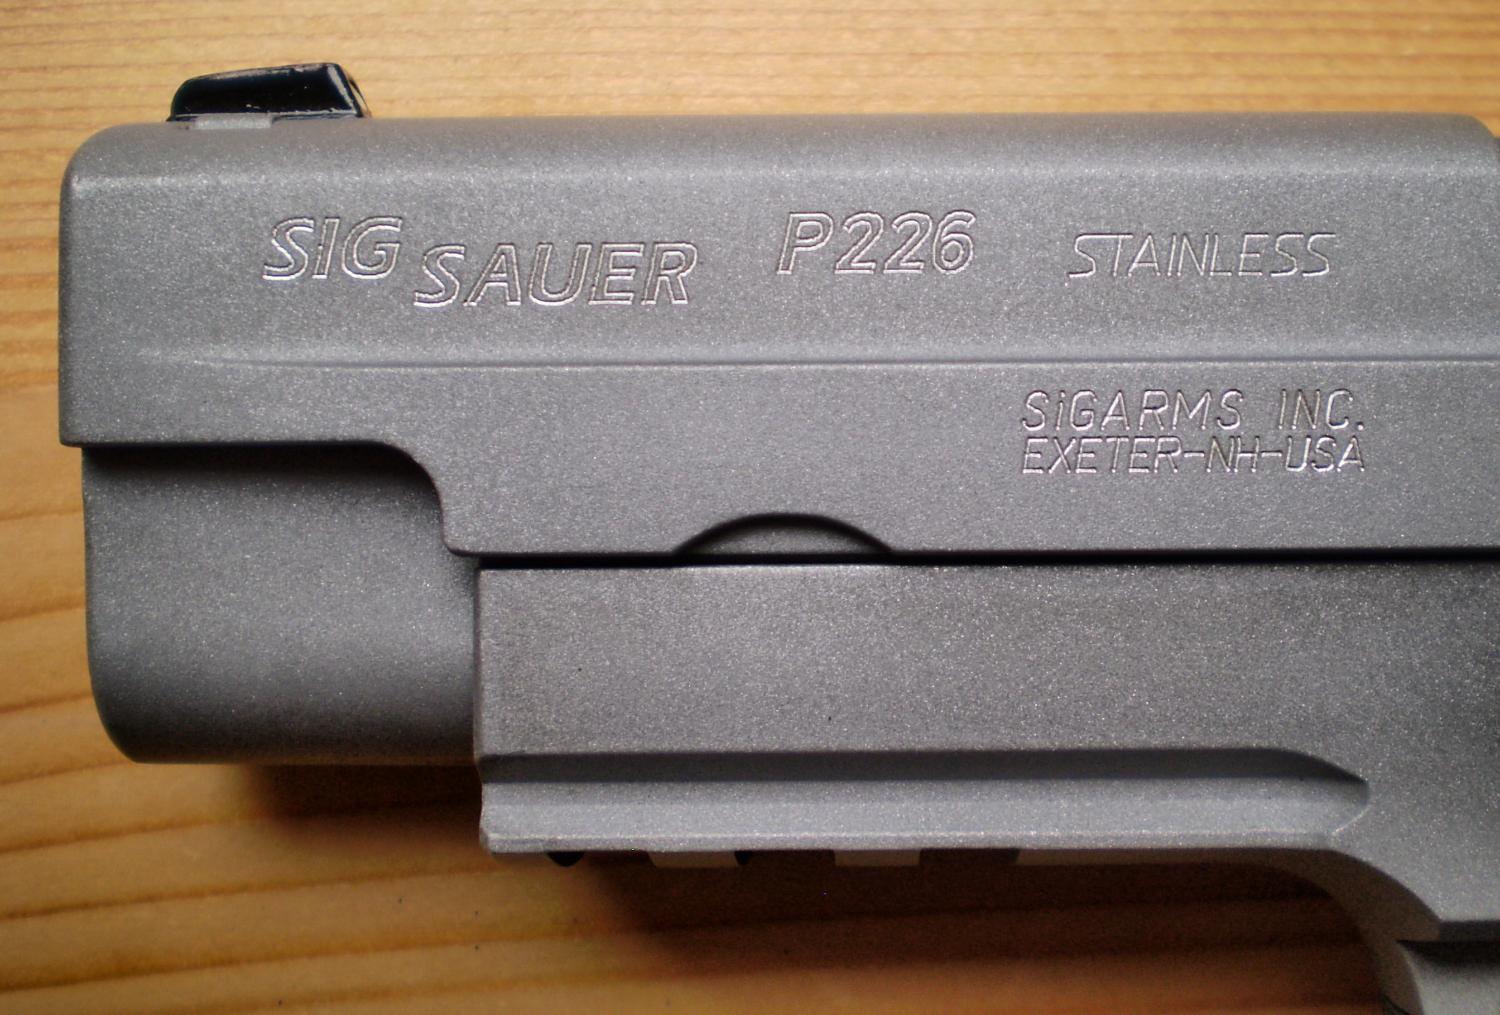 SIG SAUER P226 STAINLESS
SIGARMS INC.
EXETER-NH-USA